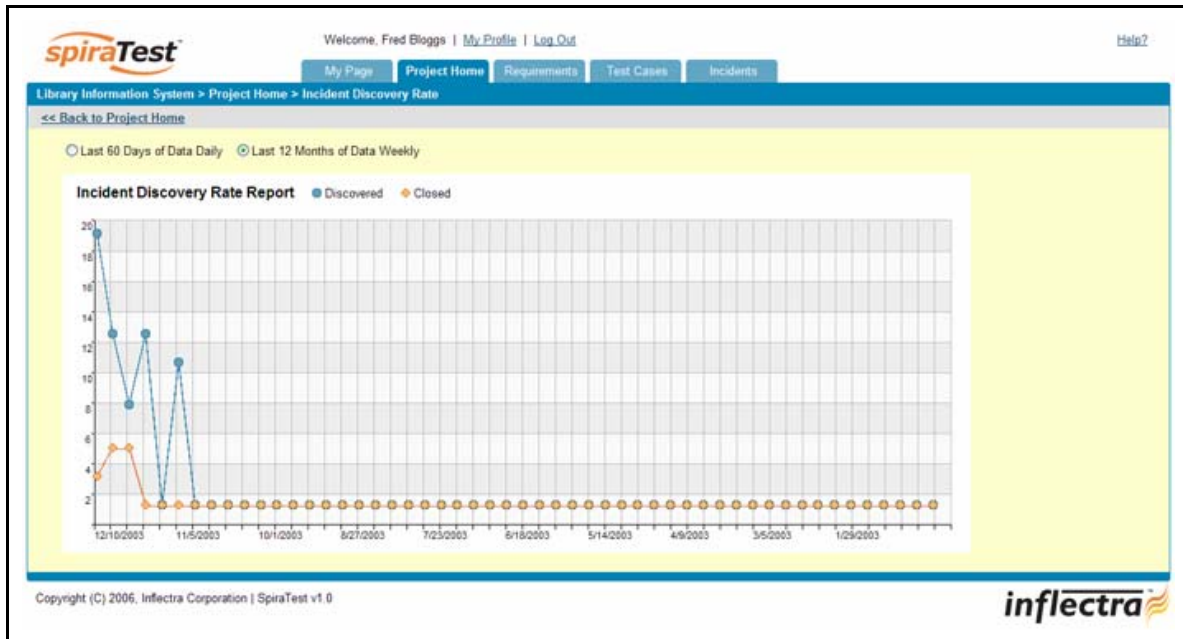 spiraTest
Welcome, Fred Bloggs | My Profile | Log Out
Help?
My Page
Project Home
Requirements
Test Cases
Incidents
Library Information System > Project Home > Incident Discovery Rate
<< Back to Project Home
Last 60 Days of Data Daily
Last 12 Months of Data Weekly
Incident Discovery Rate Report
Discovered
Closed
20
18
16
14
12
10
8
6
4
2
12/10/2003 11/5/2003 10/1/2003 8/27/2003 7/23/2003 6/18/2003 5/14/2003 4/9/2003 3/5/2003 1/29/2003
Copyright (C) 2006, Inflectra Corporation | SpiraTest v1.0
inflectra